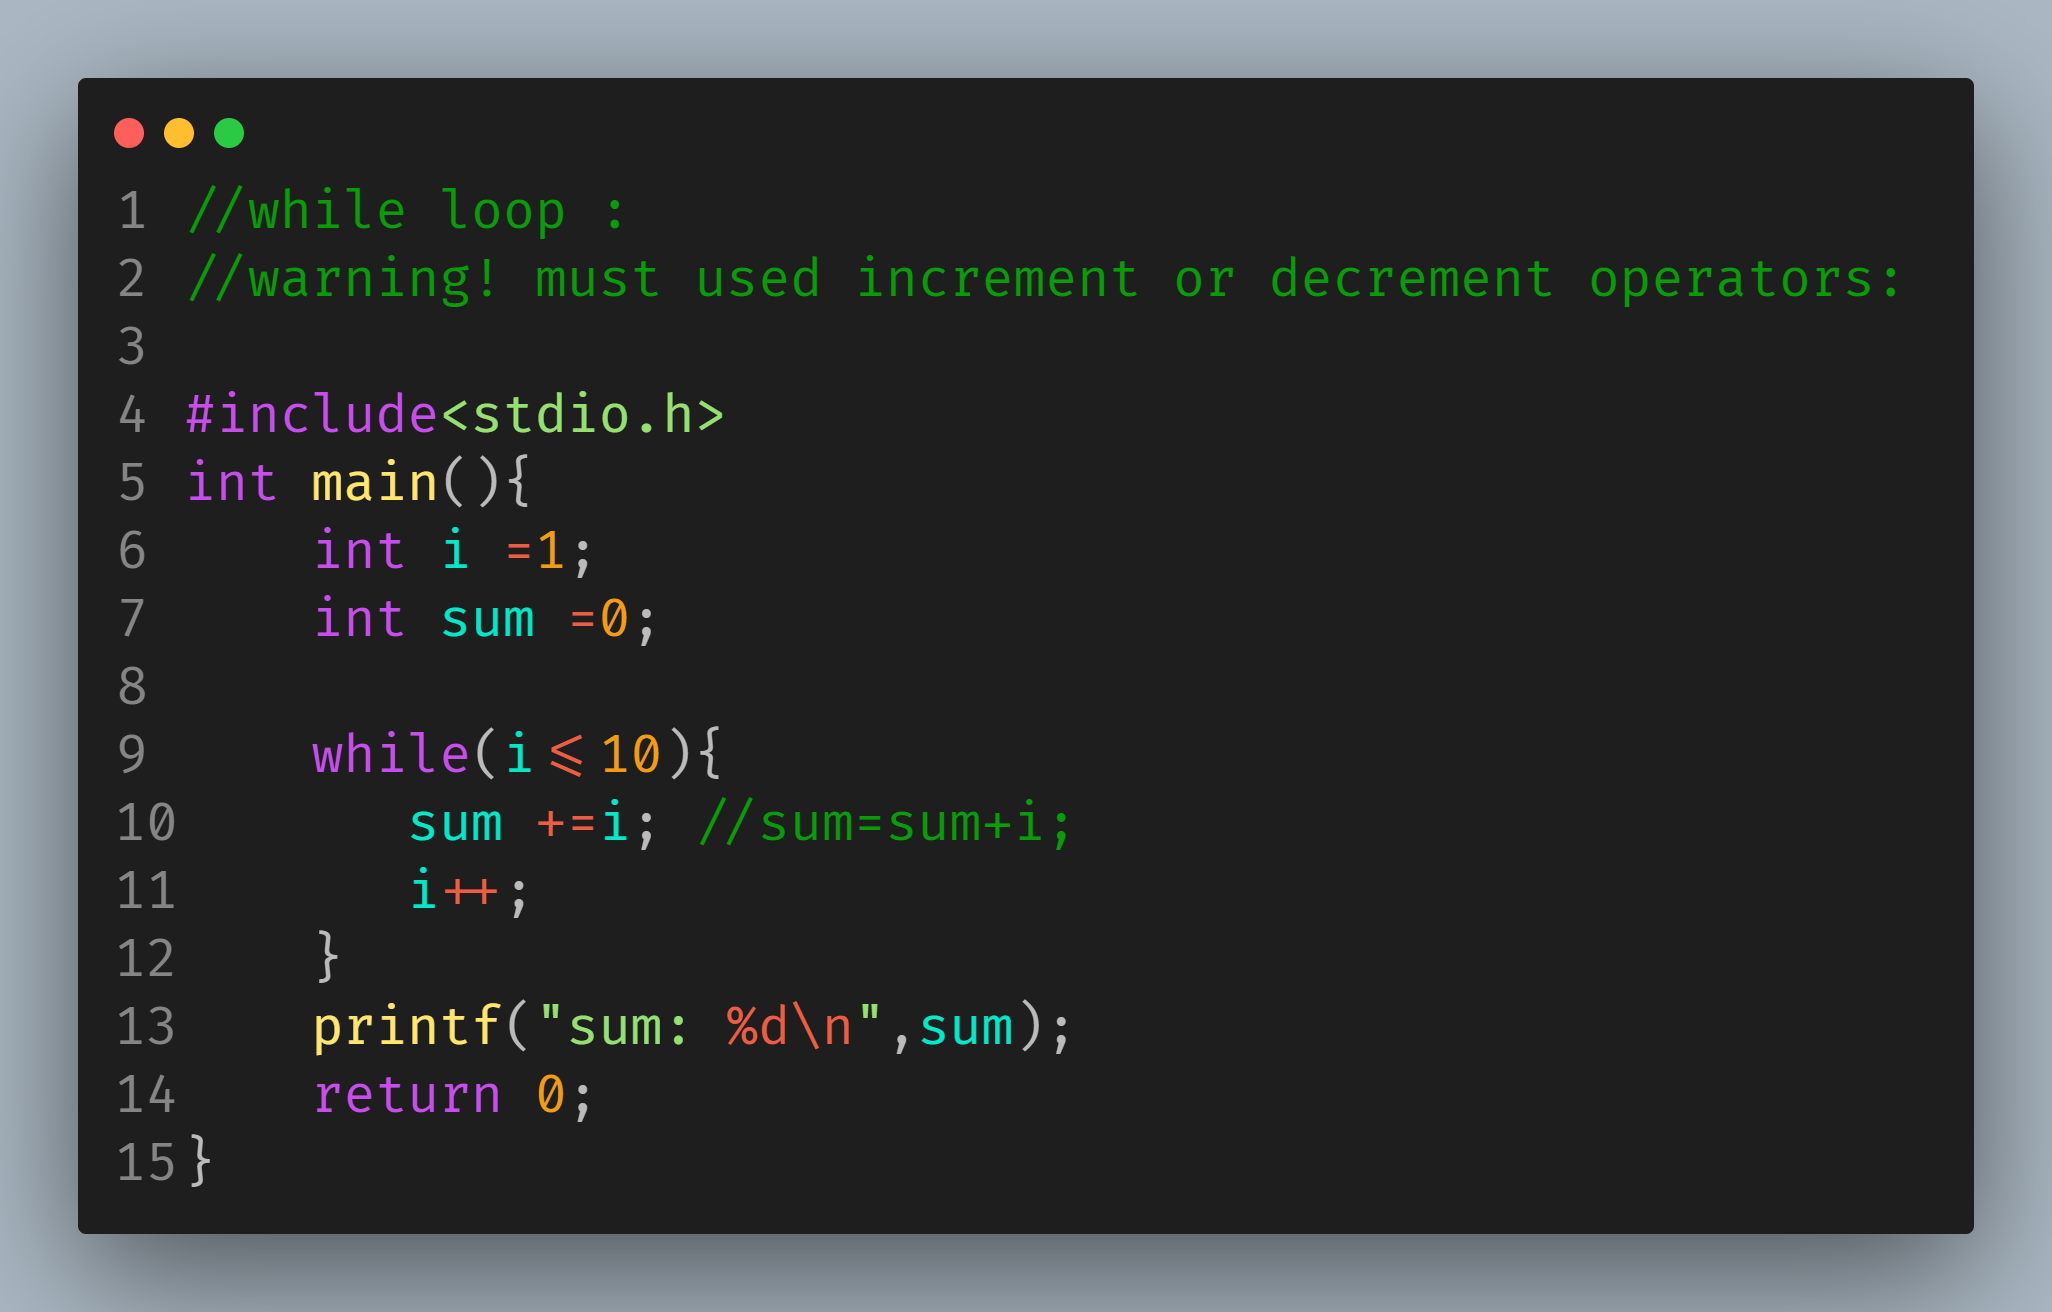 1 //while loop :
2 //warning! must used increment or decrement operators:
3
4 #include<stdio.h>
5 int main(){
6     int i =1;
7     int sum =0;
8
9     while(i<=10){
10        sum +=i; //sum=sum+i;
11        i++;
12     }
13     printf("sum: %d\n",sum);
14     return 0;
15 }